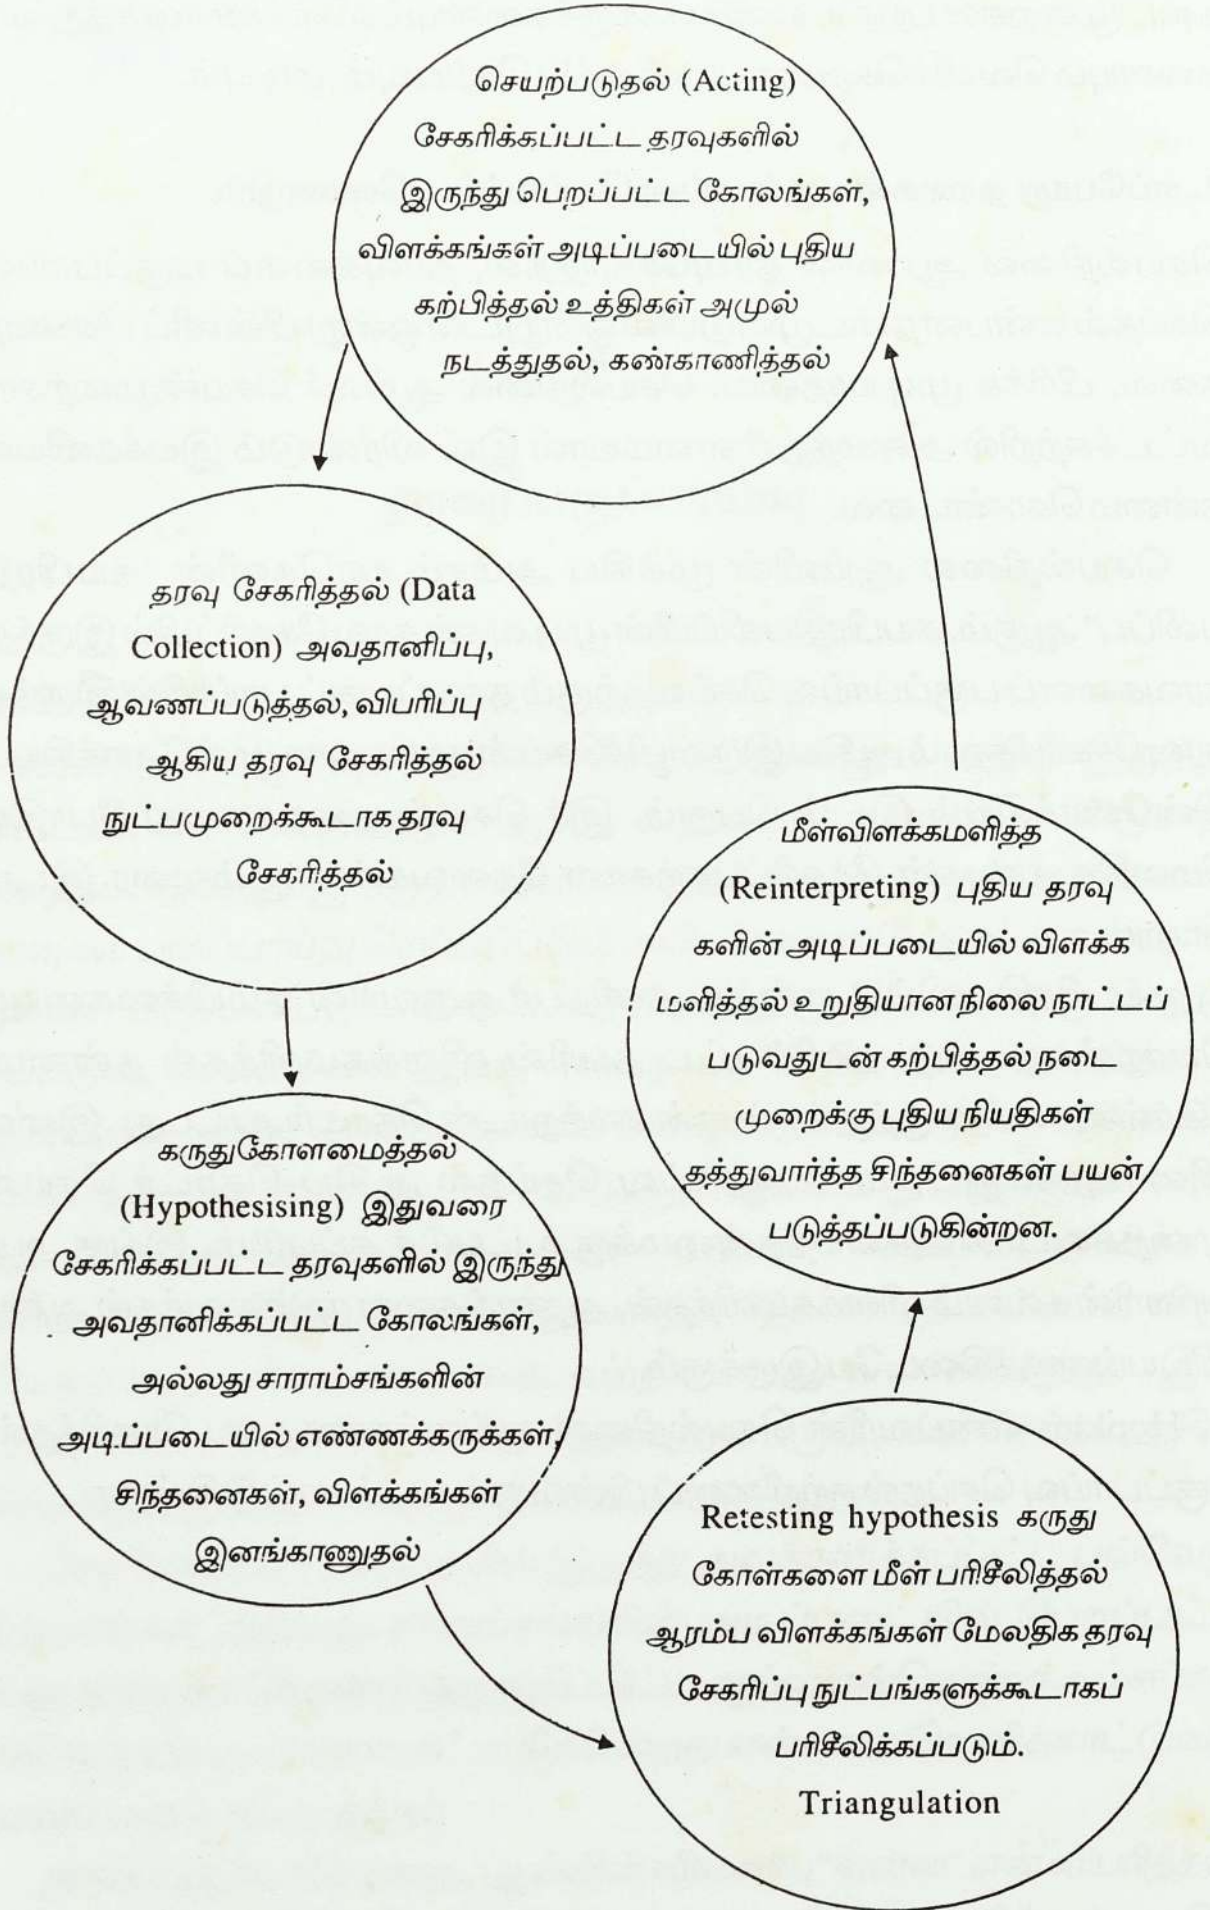 செயற்படுதல் (Acting)
சேகரிக்கப்பட்ட தரவுகளில்
இருந்து பெறப்பட்ட கோலங்கள்,
விளக்கங்கள் அடிப்படையில் புதிய
கற்பித்தல் உத்திகள் அமுல்
நடத்துதல், கண்காணித்தல்
தரவு சேகரித்தல் (Data
Collection) அவதானிப்பு,
ஆவணப்படுத்தல், விபரிப்பு
ஆகிய தரவு சேகரித்தல்
நுட்பமுறைக்கூடாக தரவு
சேகரித்தல்
கருதுகோளமைத்தல்
(Hypothesising) இதுவரை
சேகரிக்கப்பட்ட தரவுகளில் இருந்து
அவதானிக்கப்பட்ட கோலங்கள்,
அல்லது சாராம்சங்களின்
அடிப்படையில் எண்ணக்கருக்கள்,
சிந்தனைகள், விளக்கங்கள்
இனங்காணுதல்
Retesting hypothesis கருது
கோள்களை மீள் பரிசீலித்தல்
ஆரம்ப விளக்கங்கள் மேலதிக தரவு
சேகரிப்பு நுட்பங்களுக்கூடாகப்
பரிசீலிக்கப்படும்.
Triangulation
மீள்விளக்கமளித்த
(Reinterpreting) புதிய தரவு
களின் அடிப்படையில் விளக்க
மளித்தல் உறுதியான நிலை நாட்டப்
படுவதுடன் கற்பித்தல் நடை
முறைக்கு புதிய நியதிகள்
தத்துவார்த்த சிந்தனைகள் பயன்
படுத்தப்படுகின்றன.